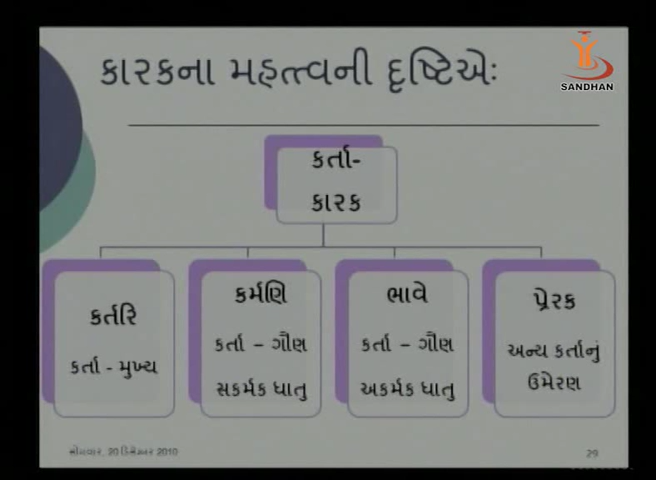 કારકના મહત્ત્વની દૃષ્ટિએઃ
SANDHAN
કર્તા-
કારક
કર્તરિ
કર્તા - મુખ્ય
કર્મણિ
કર્તા – ગૌણ
સકર્મક ધાતુ
ભાવે
કર્તા – ગૌણ
અકર્મક ધાતુ
પ્રેરક
અન્ય કર્તાનું
ઉમેરણ
સોમવાર, 20 ડિસેમ્બર 2010
29